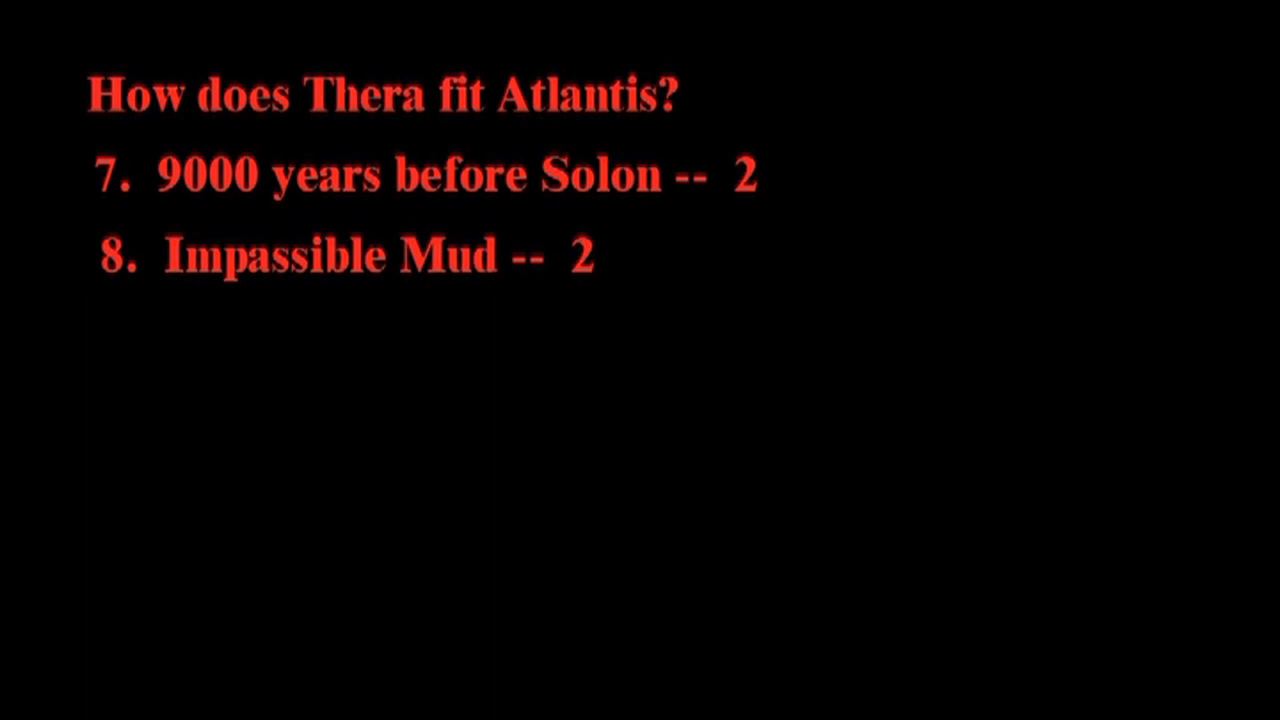 How does Thera fit Atlantis?
7. 9000 years before Solon -- 2
8. Impassible Mud -- 2